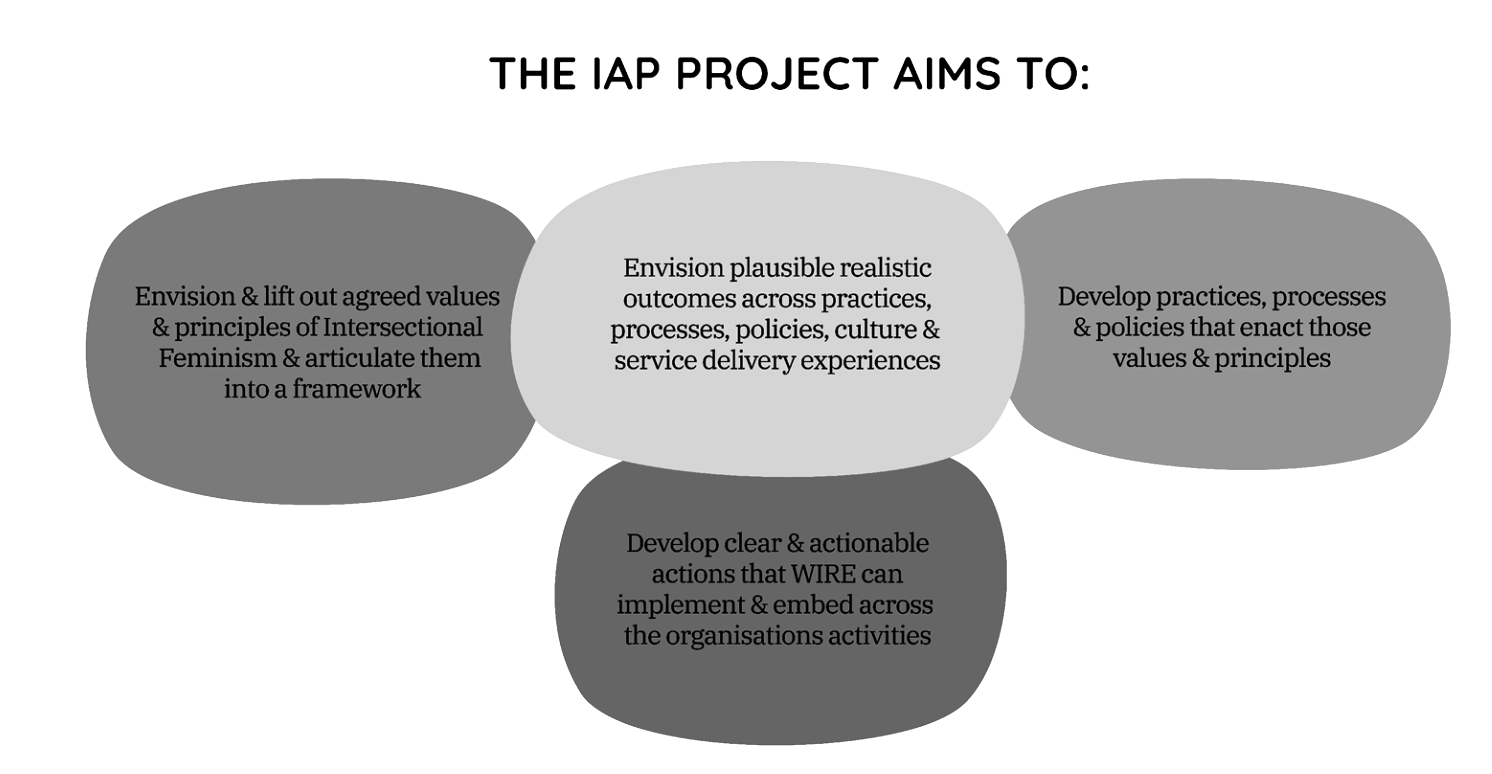 THE IAP PROJECT AIMS TO:
Envision & lift out agreed values
& principles of Intersectional
Feminism & articulate them
into a framework
Envision plausible realistic
outcomes across practices,
processes, policies, culture &
service delivery experiences
Develop practices, processes
& policies that enact those
values & principles
Develop clear & actionable
actions that WIRE can
implement & embed across
the organisations activities